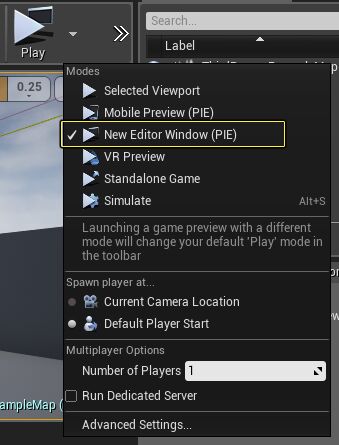 Play
Search
Label
0.25
Modes
Selected Viewport
Mobile Preview (PIE)
New Editor Window (PIE)
VR Preview
Standalone Game
Simulate Alt+S
Launching a game preview with a different
mode will change your default 'Play' mode in
the toolbar
Spawn player at...
Current Camera Location
Default Player Start
Multiplayer Options
Number of Players 1
Run Dedicated Server
ampleMap (
Advanced Settings...